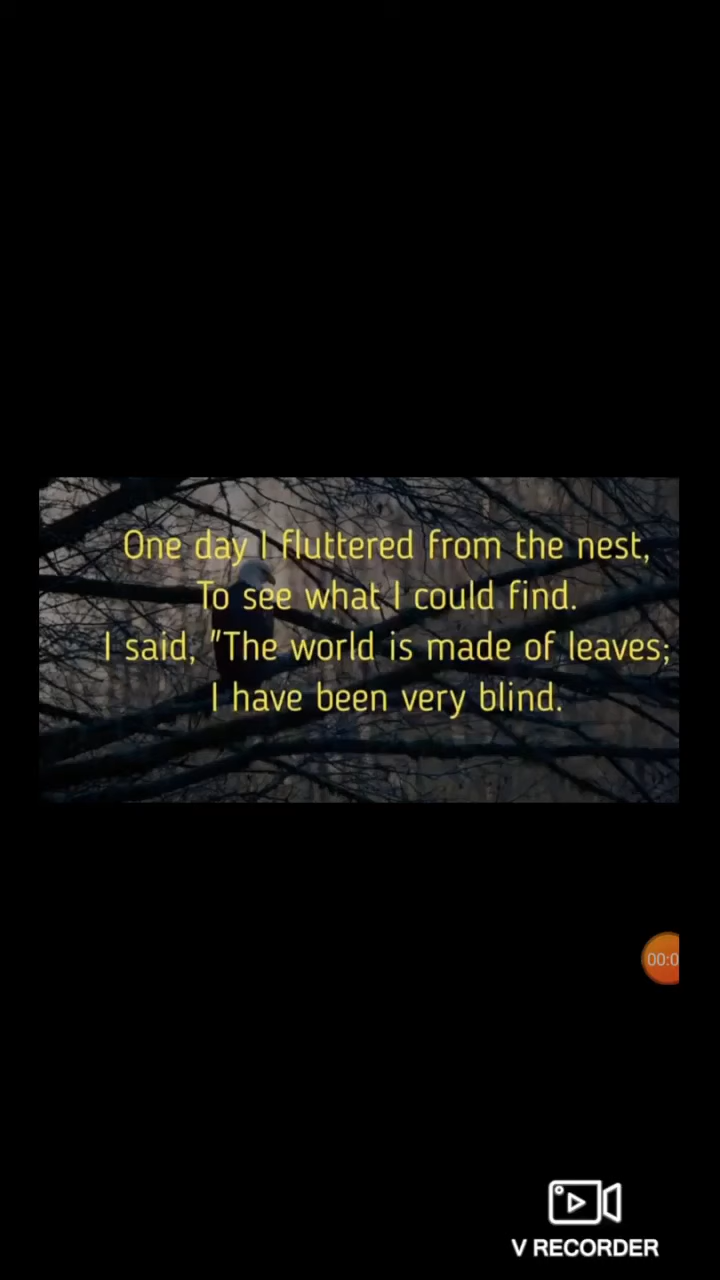 One day I fluttered from the nest,
To see what I could find.
I said, "The world is made of leaves;
I have been very blind.
00:0
V RECORDER